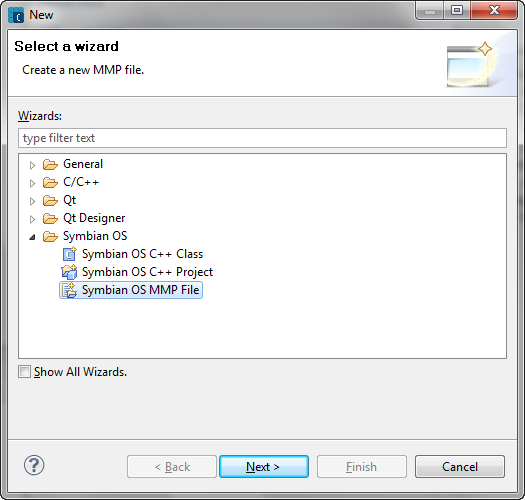 New
Select a wizard
Create a new MMP file.
Wizards:
type filter text
General
C/C++
Qt
Qt Designer
Symbian OS
Symbian OS C++ Class
Symbian OS C++ Project
Symbian OS MMP File
Show All Wizards.
< Back Next > Finish Cancel